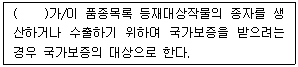 (    )가/이 품종목록 등재대상작물의 종자를 생
산하거나 수출하기 위하여 국가보증을 받으려는
경우 국가보증의 대상으로 한다.